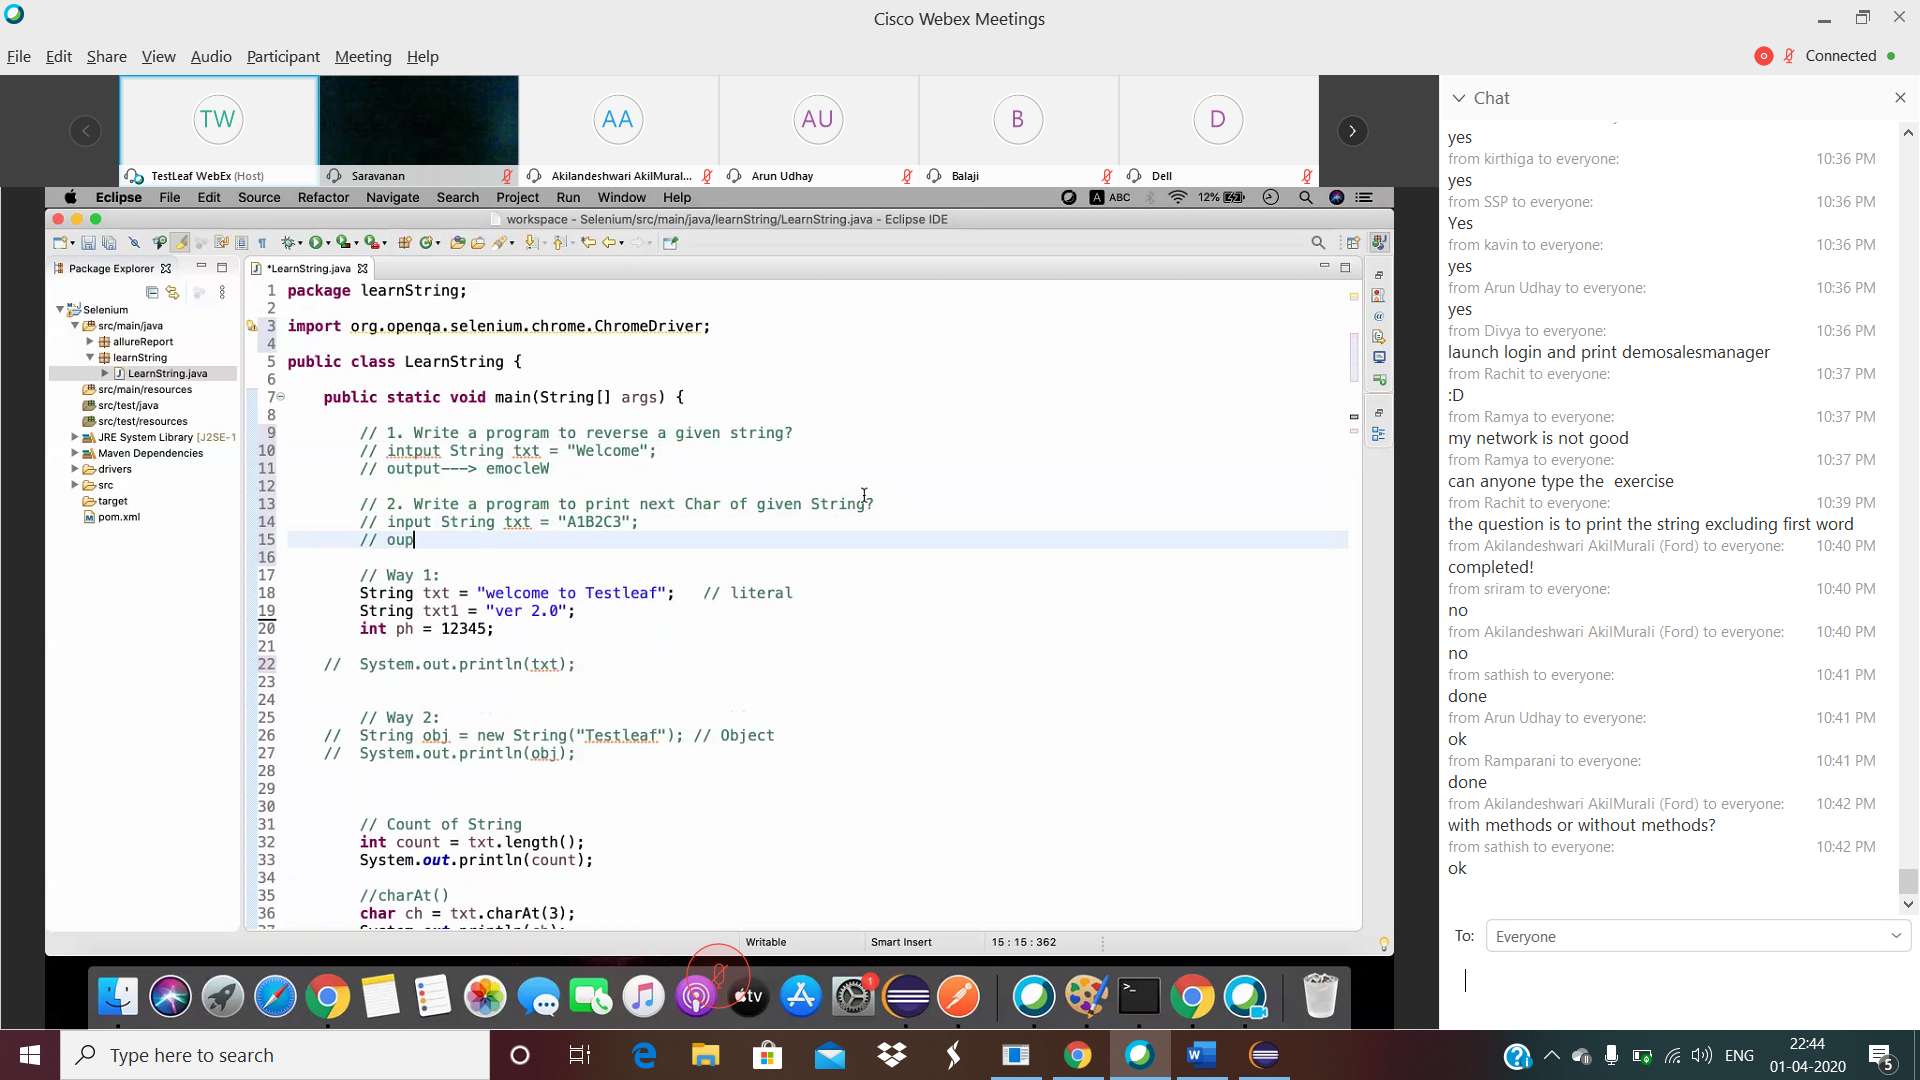 Cisco Webex Meetings
File Edit Share View Audio Participant Meeting Help
Connected
TW
AA
AU
B
D
TestLeaf WebEx (Host)
Saravanan
Akilandeshwari AkilMural...
Arun Udhay
Balaji
Dell
Eclipse File Edit Source Refactor Navigate Search Project Run Window Help
A ABC 12%
workspace - Selenium/src/main/java/learnString/LearnString.java - Eclipse IDE
Package Explorer
Selenium
src/main/java
allureReport
learnString
LearnString.java
src/main/resources
src/test/java
src/test/resources
JRE System Library [J2SE-1
Maven Dependencies
drivers
src
target
pom.xml
*LearnString.java
1 package learnString;
2
3 import org.openqa.selenium.chrome.ChromeDriver;
4
5 public class LearnString {
6
7 public static void main(String[] args) {
8
9 // 1. Write a program to reverse a given string?
10 // intput String txt = "Welcome";
11 // output---> emocleW
12
13 // 2. Write a program to print next Char of given String?
14 // input String txt = "A1B2C3";
15 // oup
16
17 // Way 1:
18 String txt = "welcome to Testleaf"; // literal
19 String txt1 = "ver 2.0";
20 int ph = 12345;
21
22 // System.out.println(txt);
23
24
25 // Way 2:
26 // String obj = new String("Testleaf"); // Object
27 // System.out.println(obj);
28
29
30
31 // Count of String
32 int count = txt.length();
33 System.out.println(count);
34
35 //charAt()
36 char ch = txt.charAt(3);
Writable
Smart Insert
15 : 15 : 362
Chat
yes
from kirthiga to everyone: 10:36 PM
yes
from SSP to everyone: 10:36 PM
Yes
from kavin to everyone: 10:36 PM
yes
from Arun Udhay to everyone: 10:36 PM
yes
from Divya to everyone: 10:36 PM
launch login and print demosalesmanager
from Rachit to everyone: 10:37 PM
:D
from Ramya to everyone: 10:37 PM
my network is not good
from Ramya to everyone: 10:37 PM
can anyone type the exercise
from Rachit to everyone: 10:39 PM
the question is to print the string excluding first word
from Akilandeshwari AkilMurali (Ford) to everyone: 10:40 PM
completed!
from sriram to everyone: 10:40 PM
no
from Akilandeshwari AkilMurali (Ford) to everyone: 10:40 PM
no
from sathish to everyone: 10:41 PM
done
from Arun Udhay to everyone: 10:41 PM
ok
from Ramparani to everyone: 10:41 PM
done
from Akilandeshwari AkilMurali (Ford) to everyone: 10:42 PM
with methods or without methods?
from sathish to everyone: 10:42 PM
ok
To: Everyone
tv
1
Type here to search
ENG
22:44
01-04-2020
5